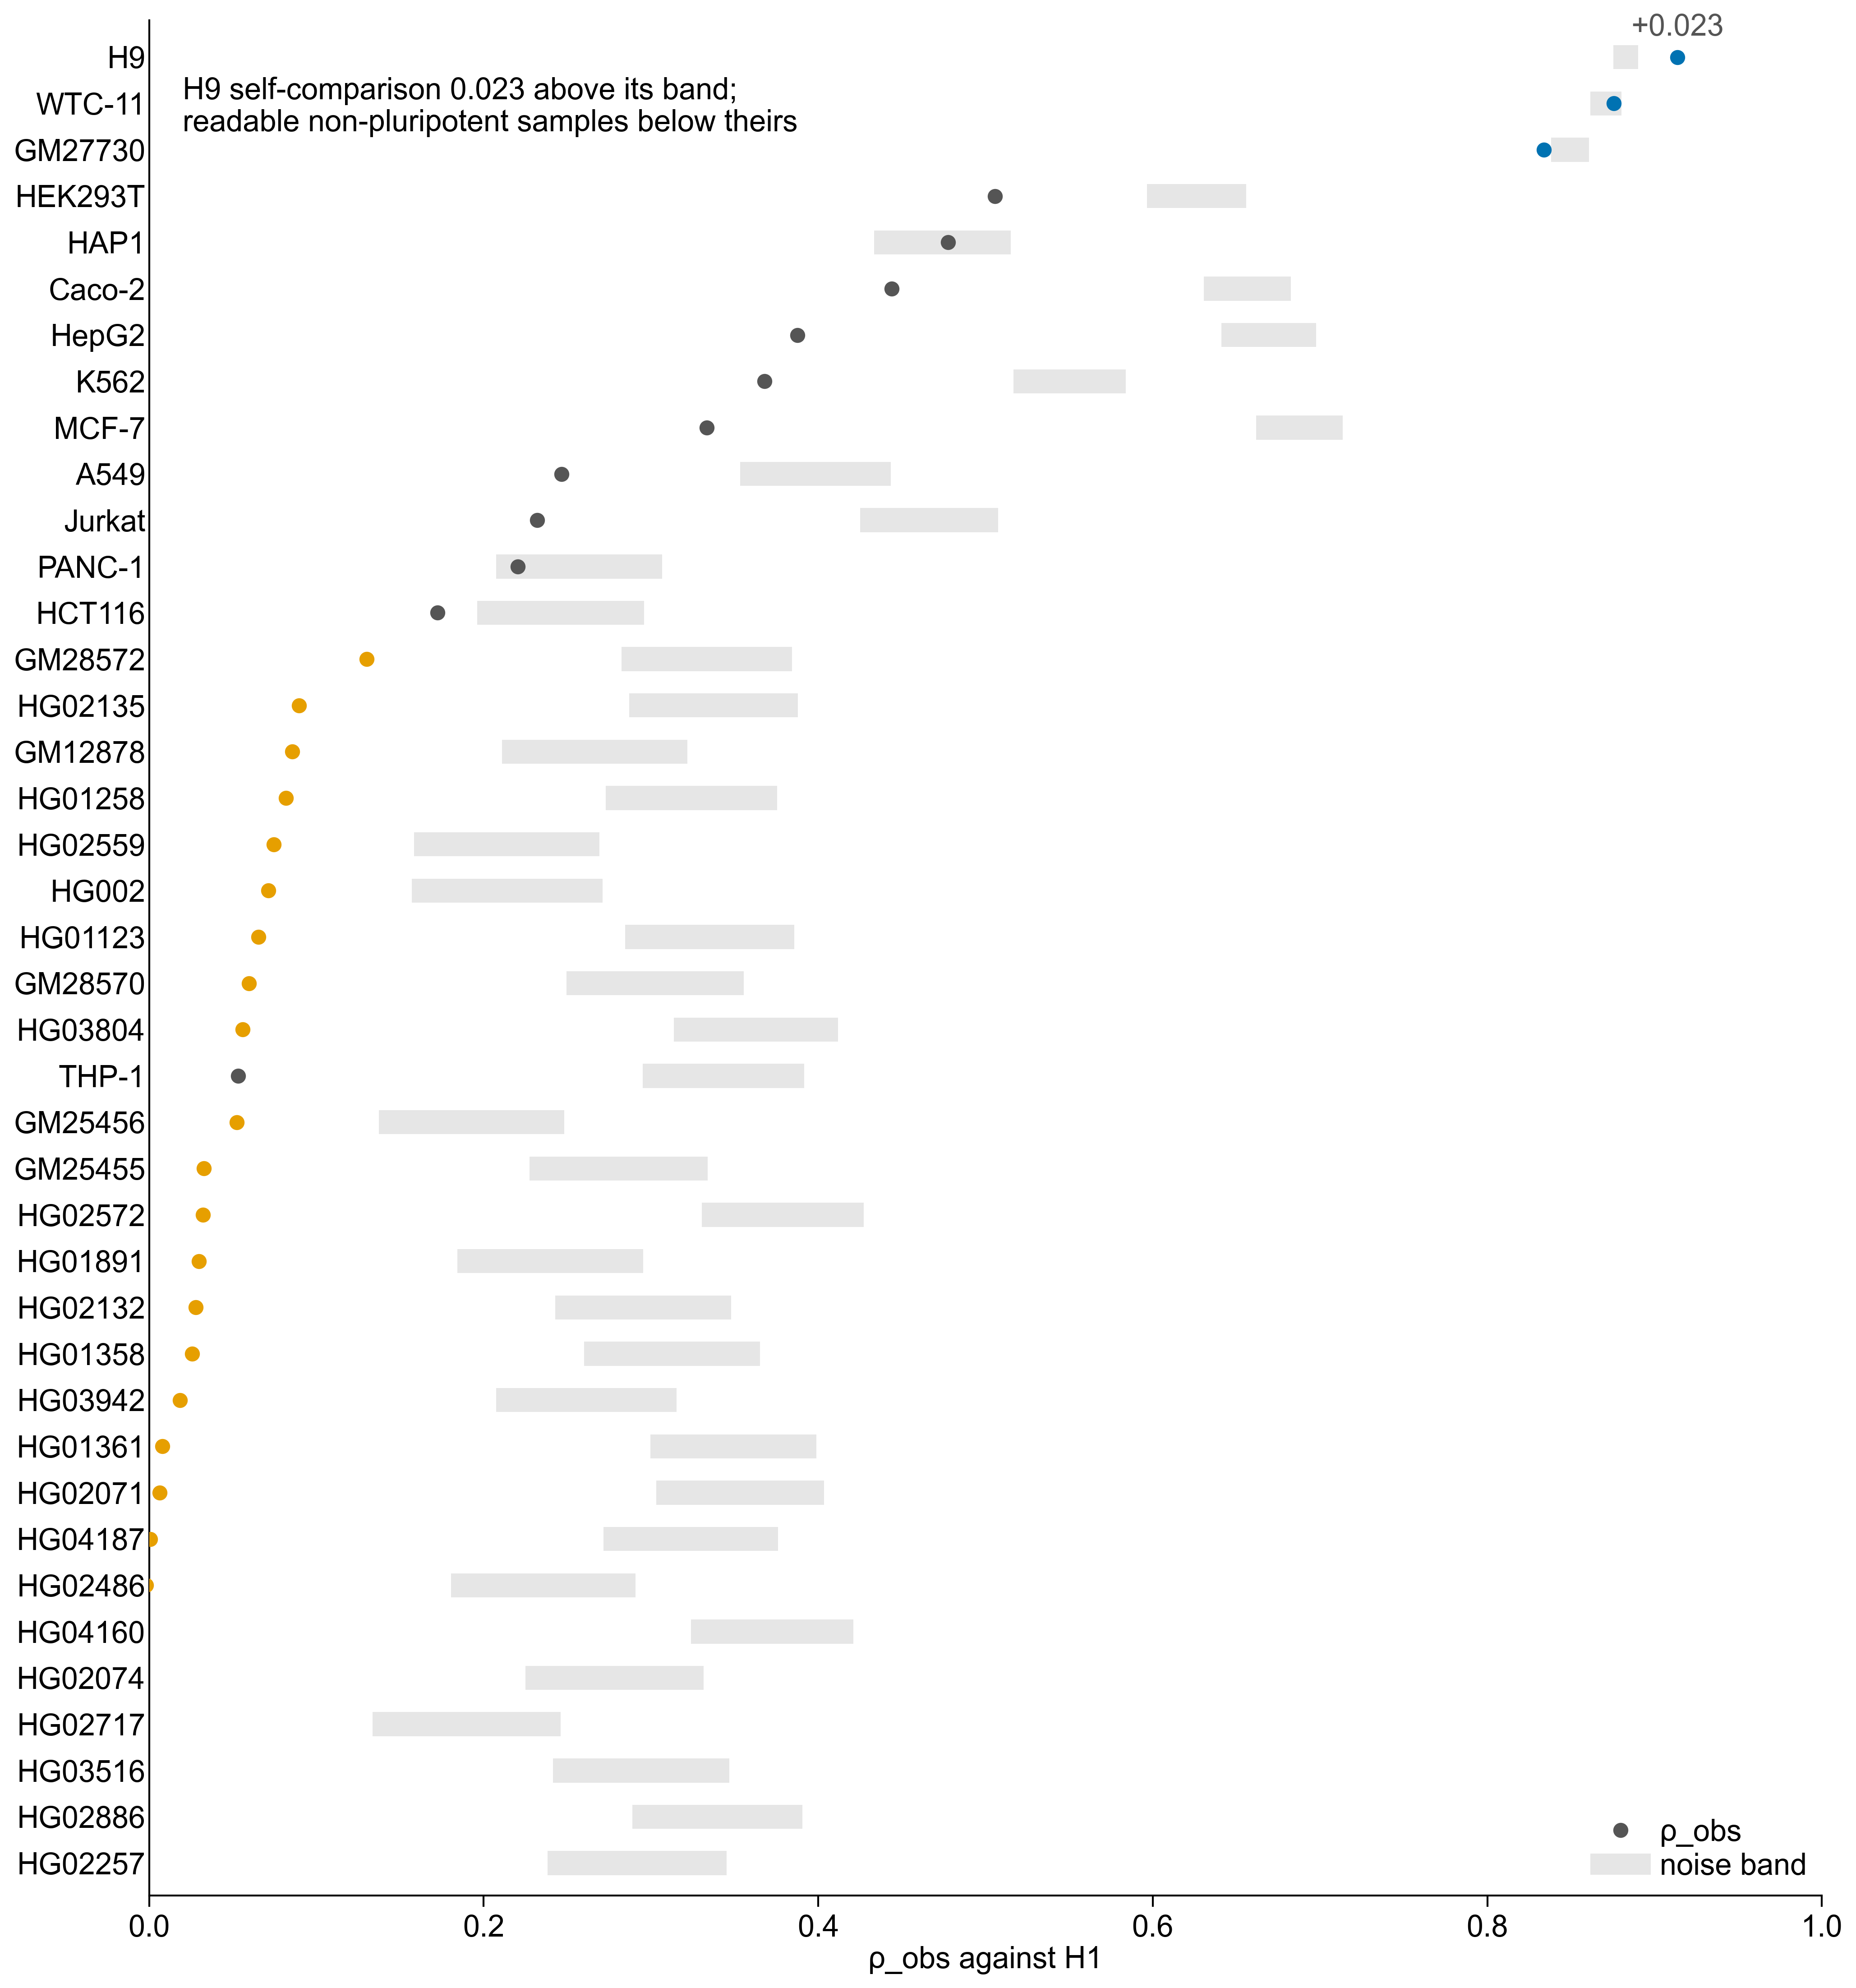 +0.023
H9
H9 self-comparison 0.023 above its band;
WTC-11
readable non-pluripotent samples below theirs
GM27730
HEK293T
HAP1
Caco-2
HepG2
K562
MCF-7
A549
Jurkat
PANC-1
HCT116
GM28572
HG02135
GM12878
HG01258
HG02559
HG002
HG01123
GM28570
HG03804
THP-1
GM25456
GM25455
HG02572
HG01891
HG02132
HG01358
HG03942
HG01361
HG02071
HG04187
HG02486
HG04160
HG02074
HG02717
HG03516
HG02886
HG02257
ρ_obs
noise band
0.0 0.2 0.4 0.6 0.8 1.0
ρ_obs against H1